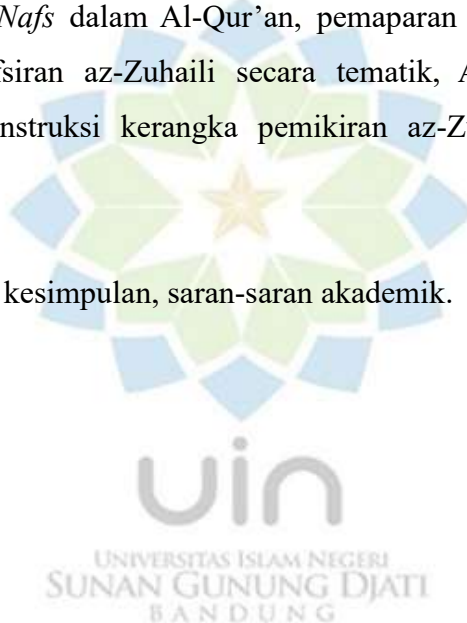 Nafs dalam Al-Qur’an, pemaparan
siran az-Zuhaili secara tematik, A
nstruksi kerangka pemikiran az-Z
kesimpulan, saran-saran akademik.
uin
UNIVERSITAS ISLAM NEGERI
SUNAN GUNUNG DJATI
BANDUNG